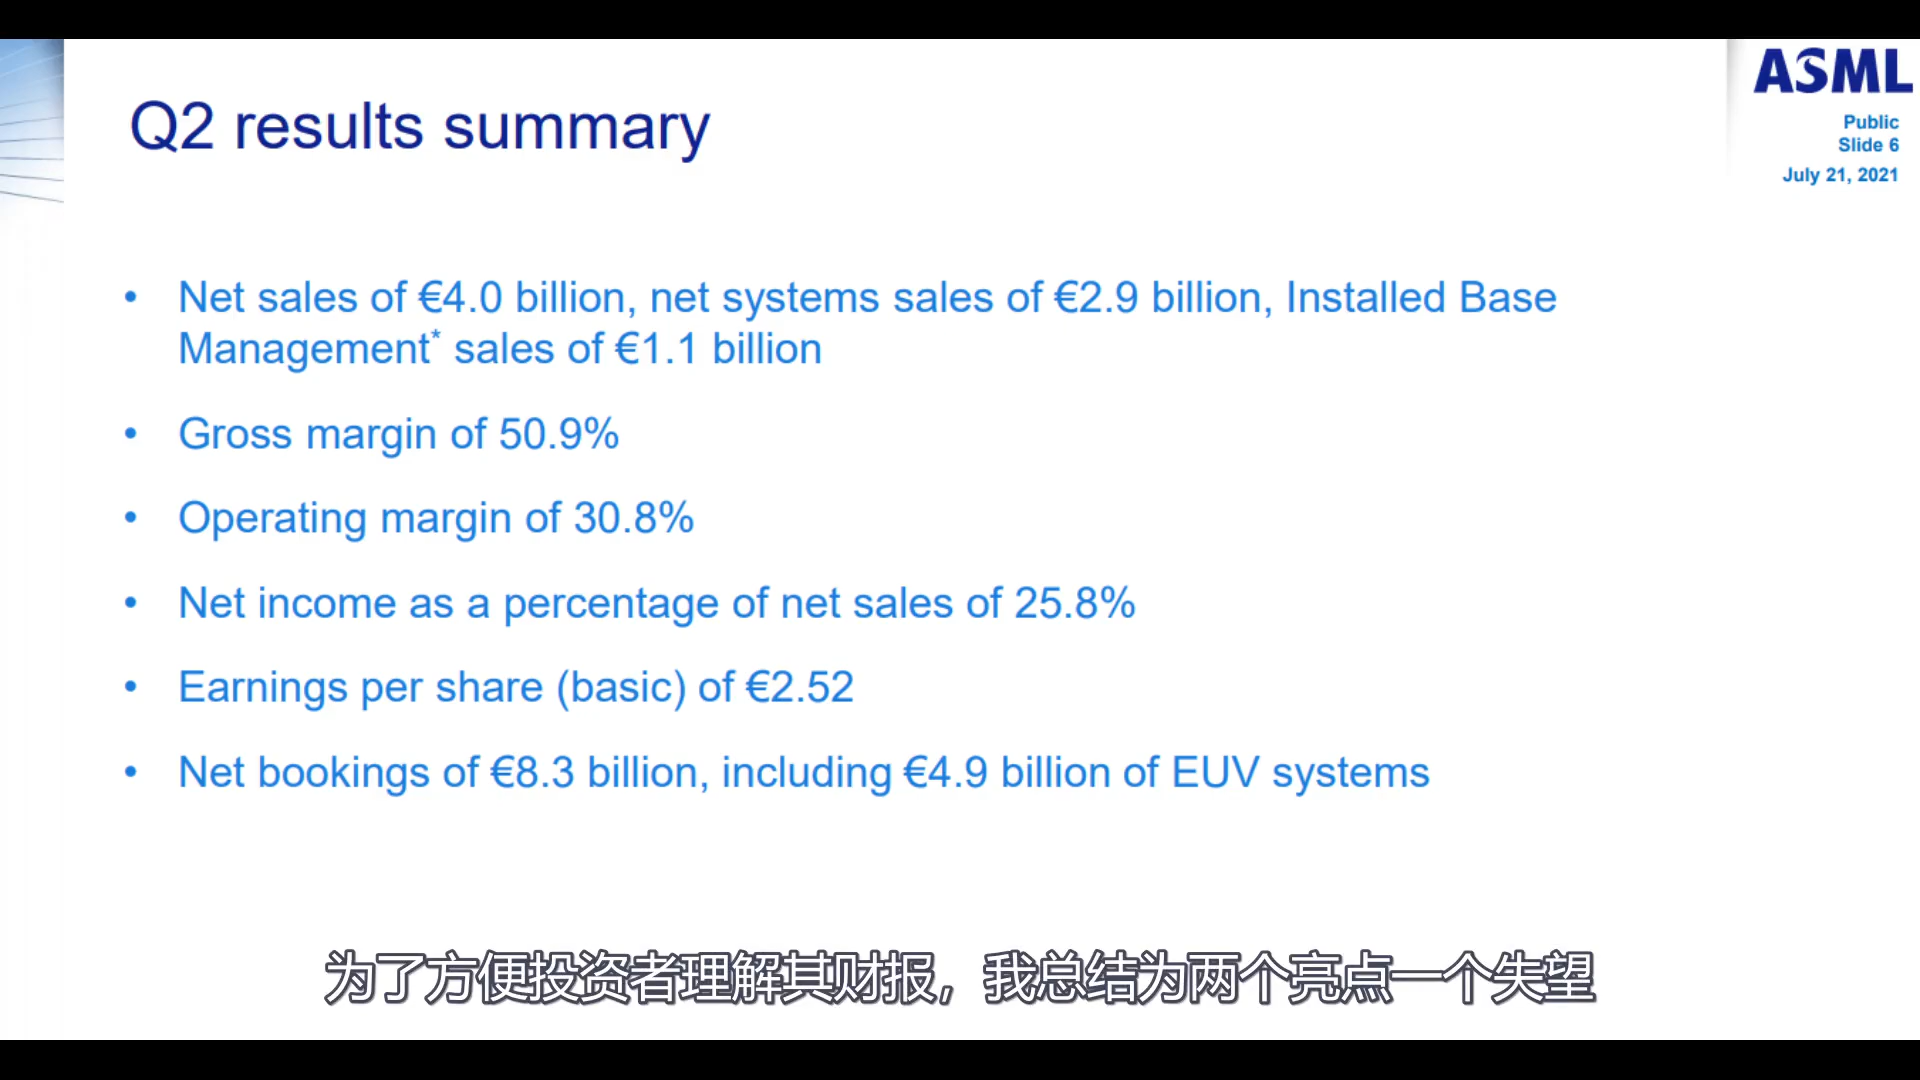 ASML
Public
Slide 6
July 21, 2021
Q2 results summary
• Net sales of €4.0 billion, net systems sales of €2.9 billion, Installed Base
Management* sales of €1.1 billion
• Gross margin of 50.9%
• Operating margin of 30.8%
• Net income as a percentage of net sales of 25.8%
• Earnings per share (basic) of €2.52
• Net bookings of €8.3 billion, including €4.9 billion of EUV systems
为了方便投资者理解其财报，我总结为两个亮点一个失望